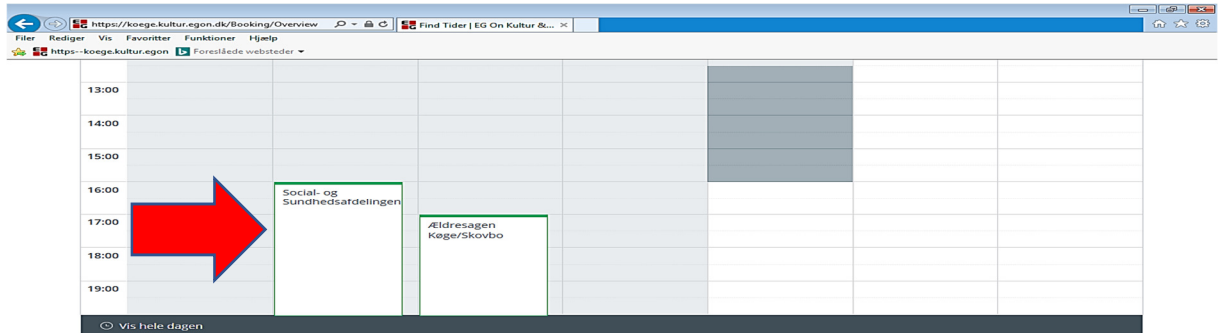 https://koege.kultur.egon.dk/Booking/Overview
Find Tider | EG On Kultur &...
Filer Rediger Vis Favoritter Funktioner Hjælp
https--koege.kultur.egon Foreslåede websteder
13:00
14:00
15:00
16:00
Social- og
Sundhedsafdelingen
17:00
Ældresagen
Køge/Skovbo
18:00
19:00
Vis hele dagen